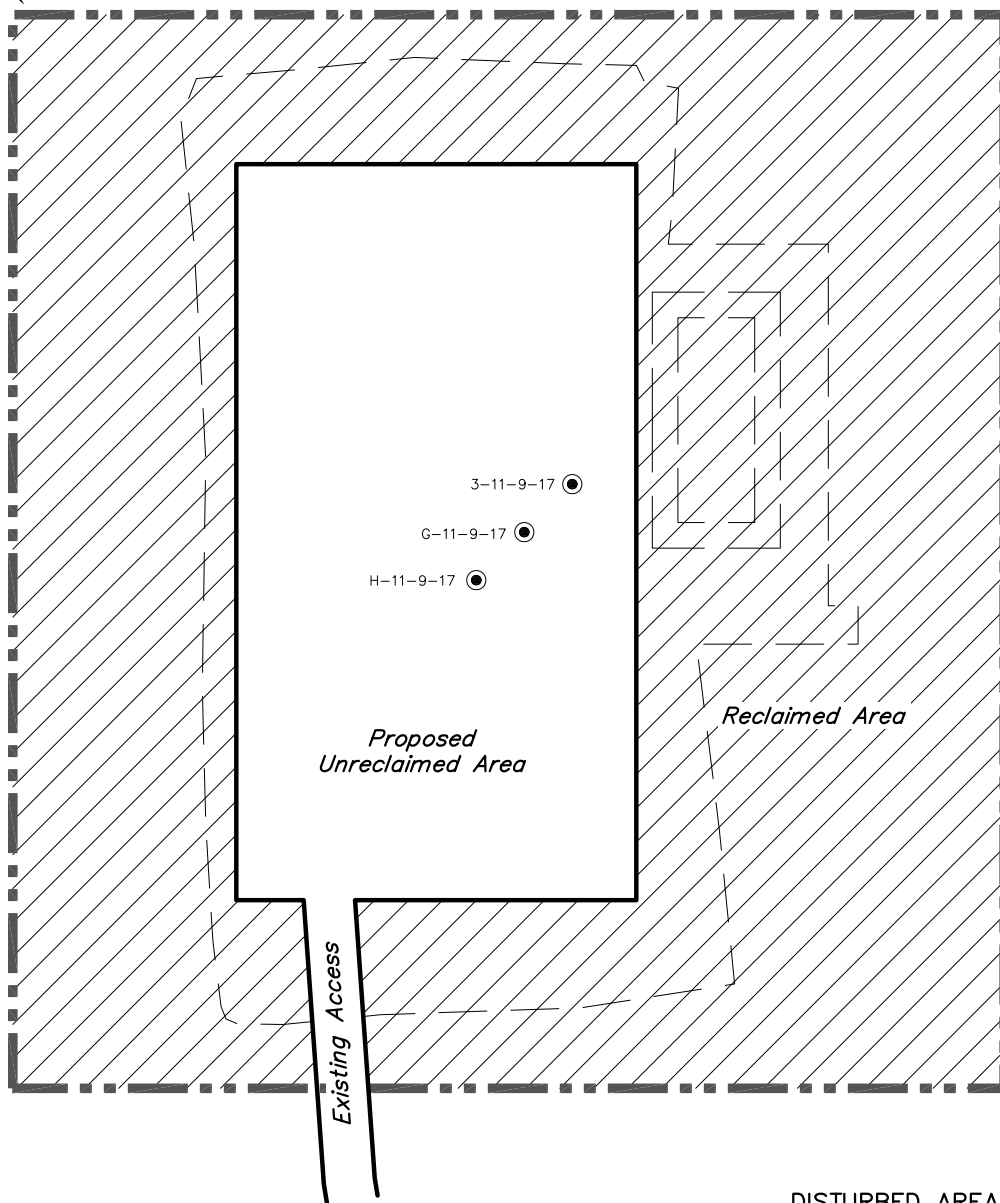 3-11-9-17
G-11-9-17
H-11-9-17
Reclaimed Area
Proposed
Unreclaimed Area
Existing Access
DISTURBED AREA